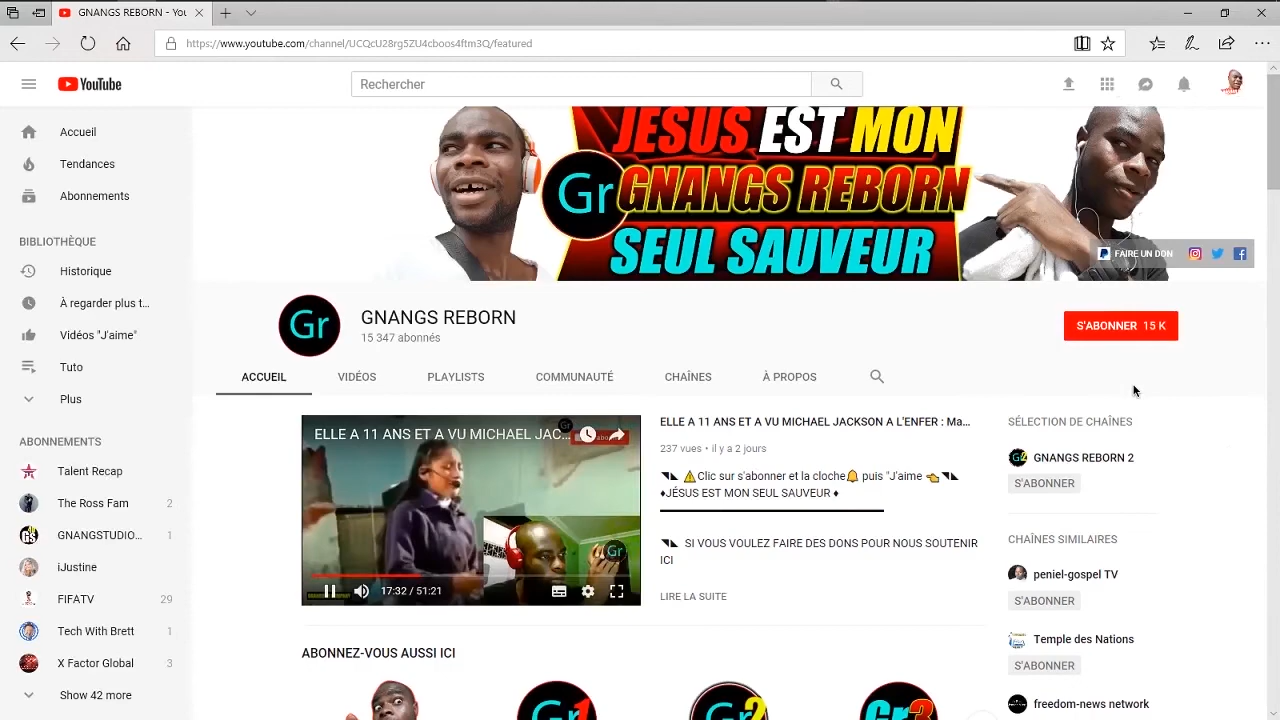 GNANGS REBORN - You
https://www.youtube.com/channel/UCQcU28rg5ZU4cboos4ftm3Q/featured
YouTube
Rechercher
JESUS EST MON
Gr GNANGS REBORN
SEUL SAUVEUR
FAIRE UN DON
Accueil
Tendances
Abonnements
BIBLIOTHÈQUE
Historique
À regarder plus t...
Vidéos "J'aime"
Tuto
Plus
ABONNEMENTS
Talent Recap
The Ross Fam 2
GNANGSTUDIO... 1
iJustine
FIFATV 29
Tech With Brett 1
X Factor Global 3
Show 42 more
Gr
GNANGS REBORN
15 347 abonnés
S'ABONNER 15 K
ACCUEIL VIDÉOS PLAYLISTS COMMUNAUTÉ CHAÎNES À PROPOS
ELLE A 11 ANS ET A VU MICHAEL JAC...
Gr
17:32 / 51:21
ELLE A 11 ANS ET A VU MICHAEL JACKSON A L'ENFER : Ma...
237 vues • il y a 2 jours
◥◣ ⚠Clic sur s'abonner et la cloche🔔 puis "J'aime 👈◥◣
♦JÉSUS EST MON SEUL SAUVEUR ♦
◥◣ SI VOUS VOULEZ FAIRE DES DONS POUR NOUS SOUTENIR
ICI
LIRE LA SUITE
ABONNEZ-VOUS AUSSI ICI
Gr1
Gr2
Gr3
SÉLECTION DE CHAÎNES
GNANGS REBORN 2
S'ABONNER
CHAÎNES SIMILAIRES
peniel-gospel TV
S'ABONNER
Temple des Nations
S'ABONNER
freedom-news network